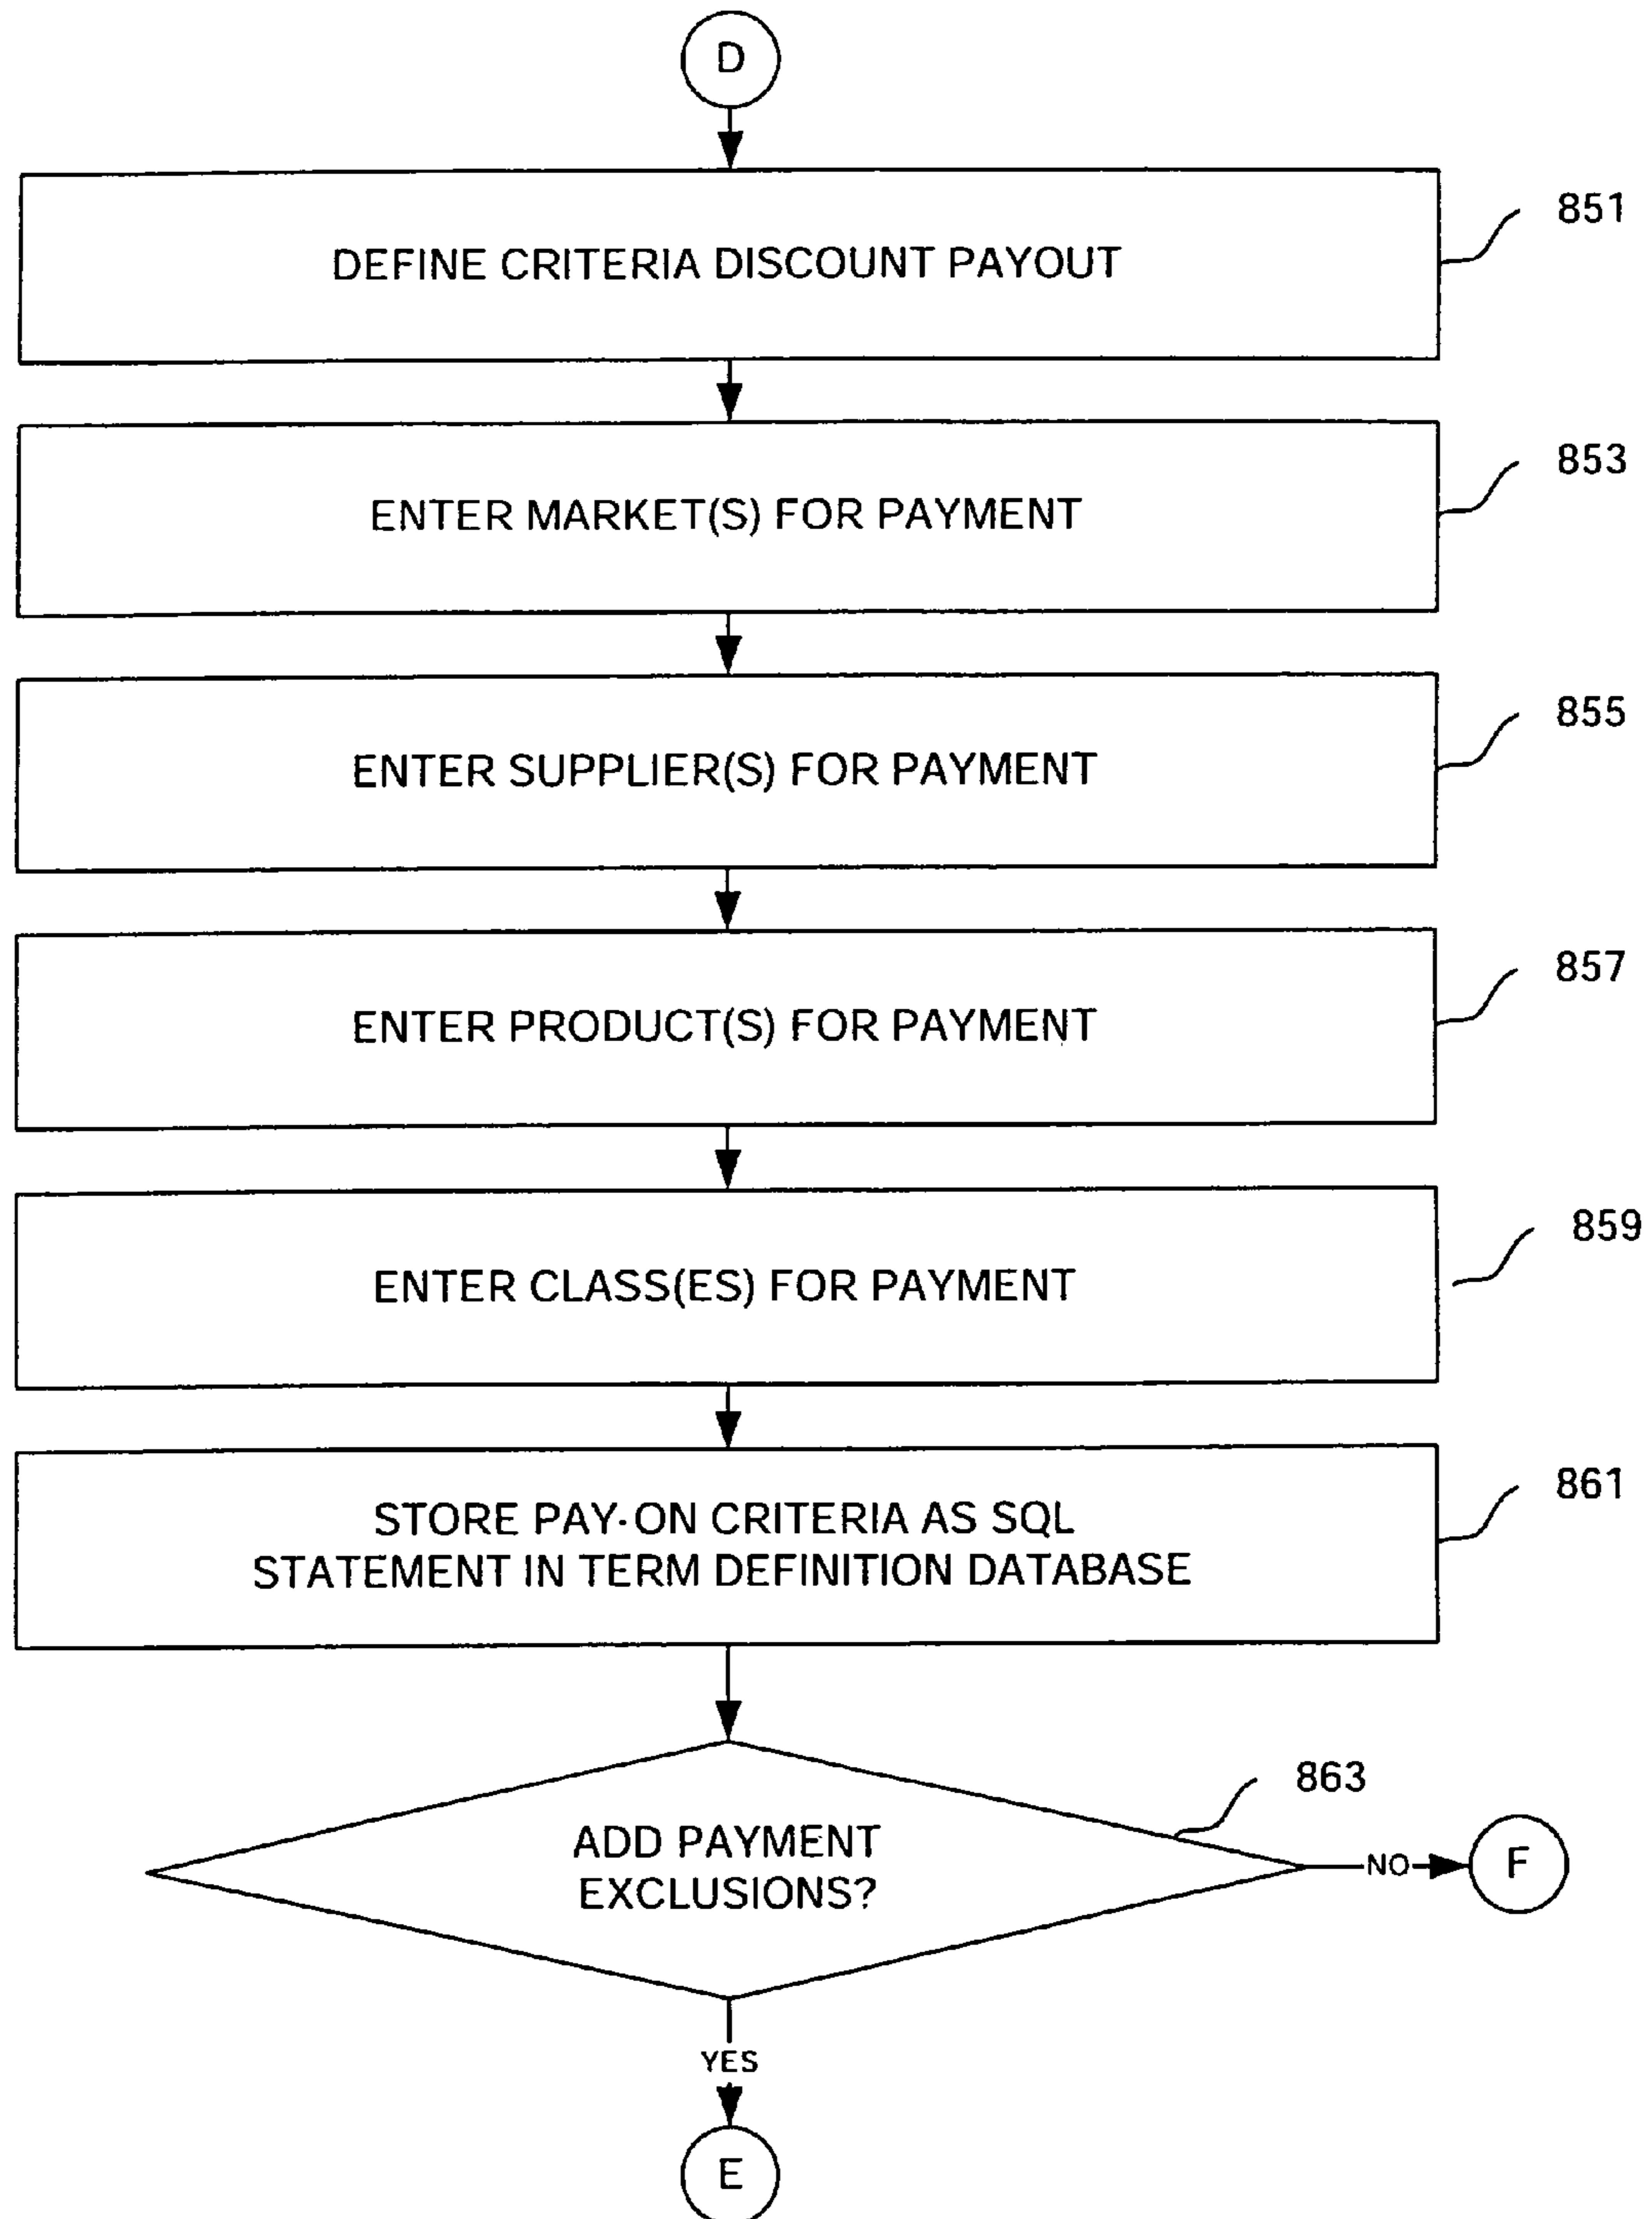 D
DEFINE CRITERIA DISCOUNT PAYOUT
851
ENTER MARKET(S) FOR PAYMENT
853
ENTER SUPPLIER(S) FOR PAYMENT
855
ENTER PRODUCT(S) FOR PAYMENT
857
ENTER CLASS(ES) FOR PAYMENT
859
STORE PAY-ON CRITERIA AS SQL
STATEMENT IN TERM DEFINITION DATABASE
861
ADD PAYMENT
EXCLUSIONS?
863
NO
F
YES
E